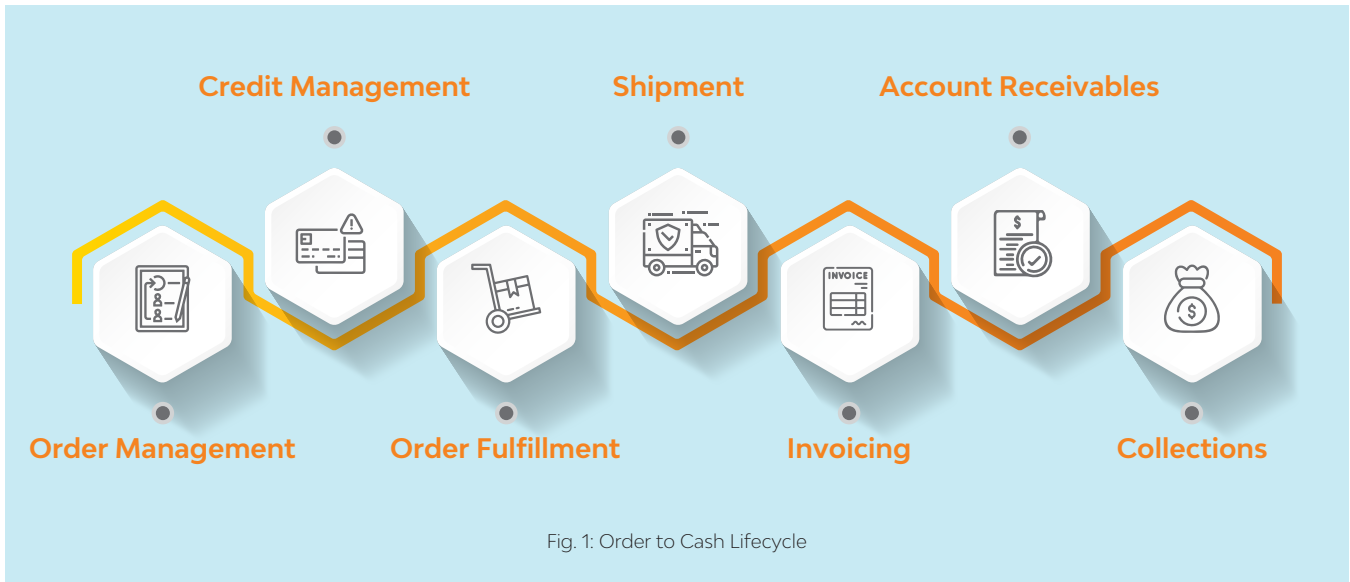 Credit Management
Shipment
Account Receivables
INVOICE
$
$
Order Management
Order Fulfillment
Invoicing
Collections
Fig. 1: Order to Cash Lifecycle